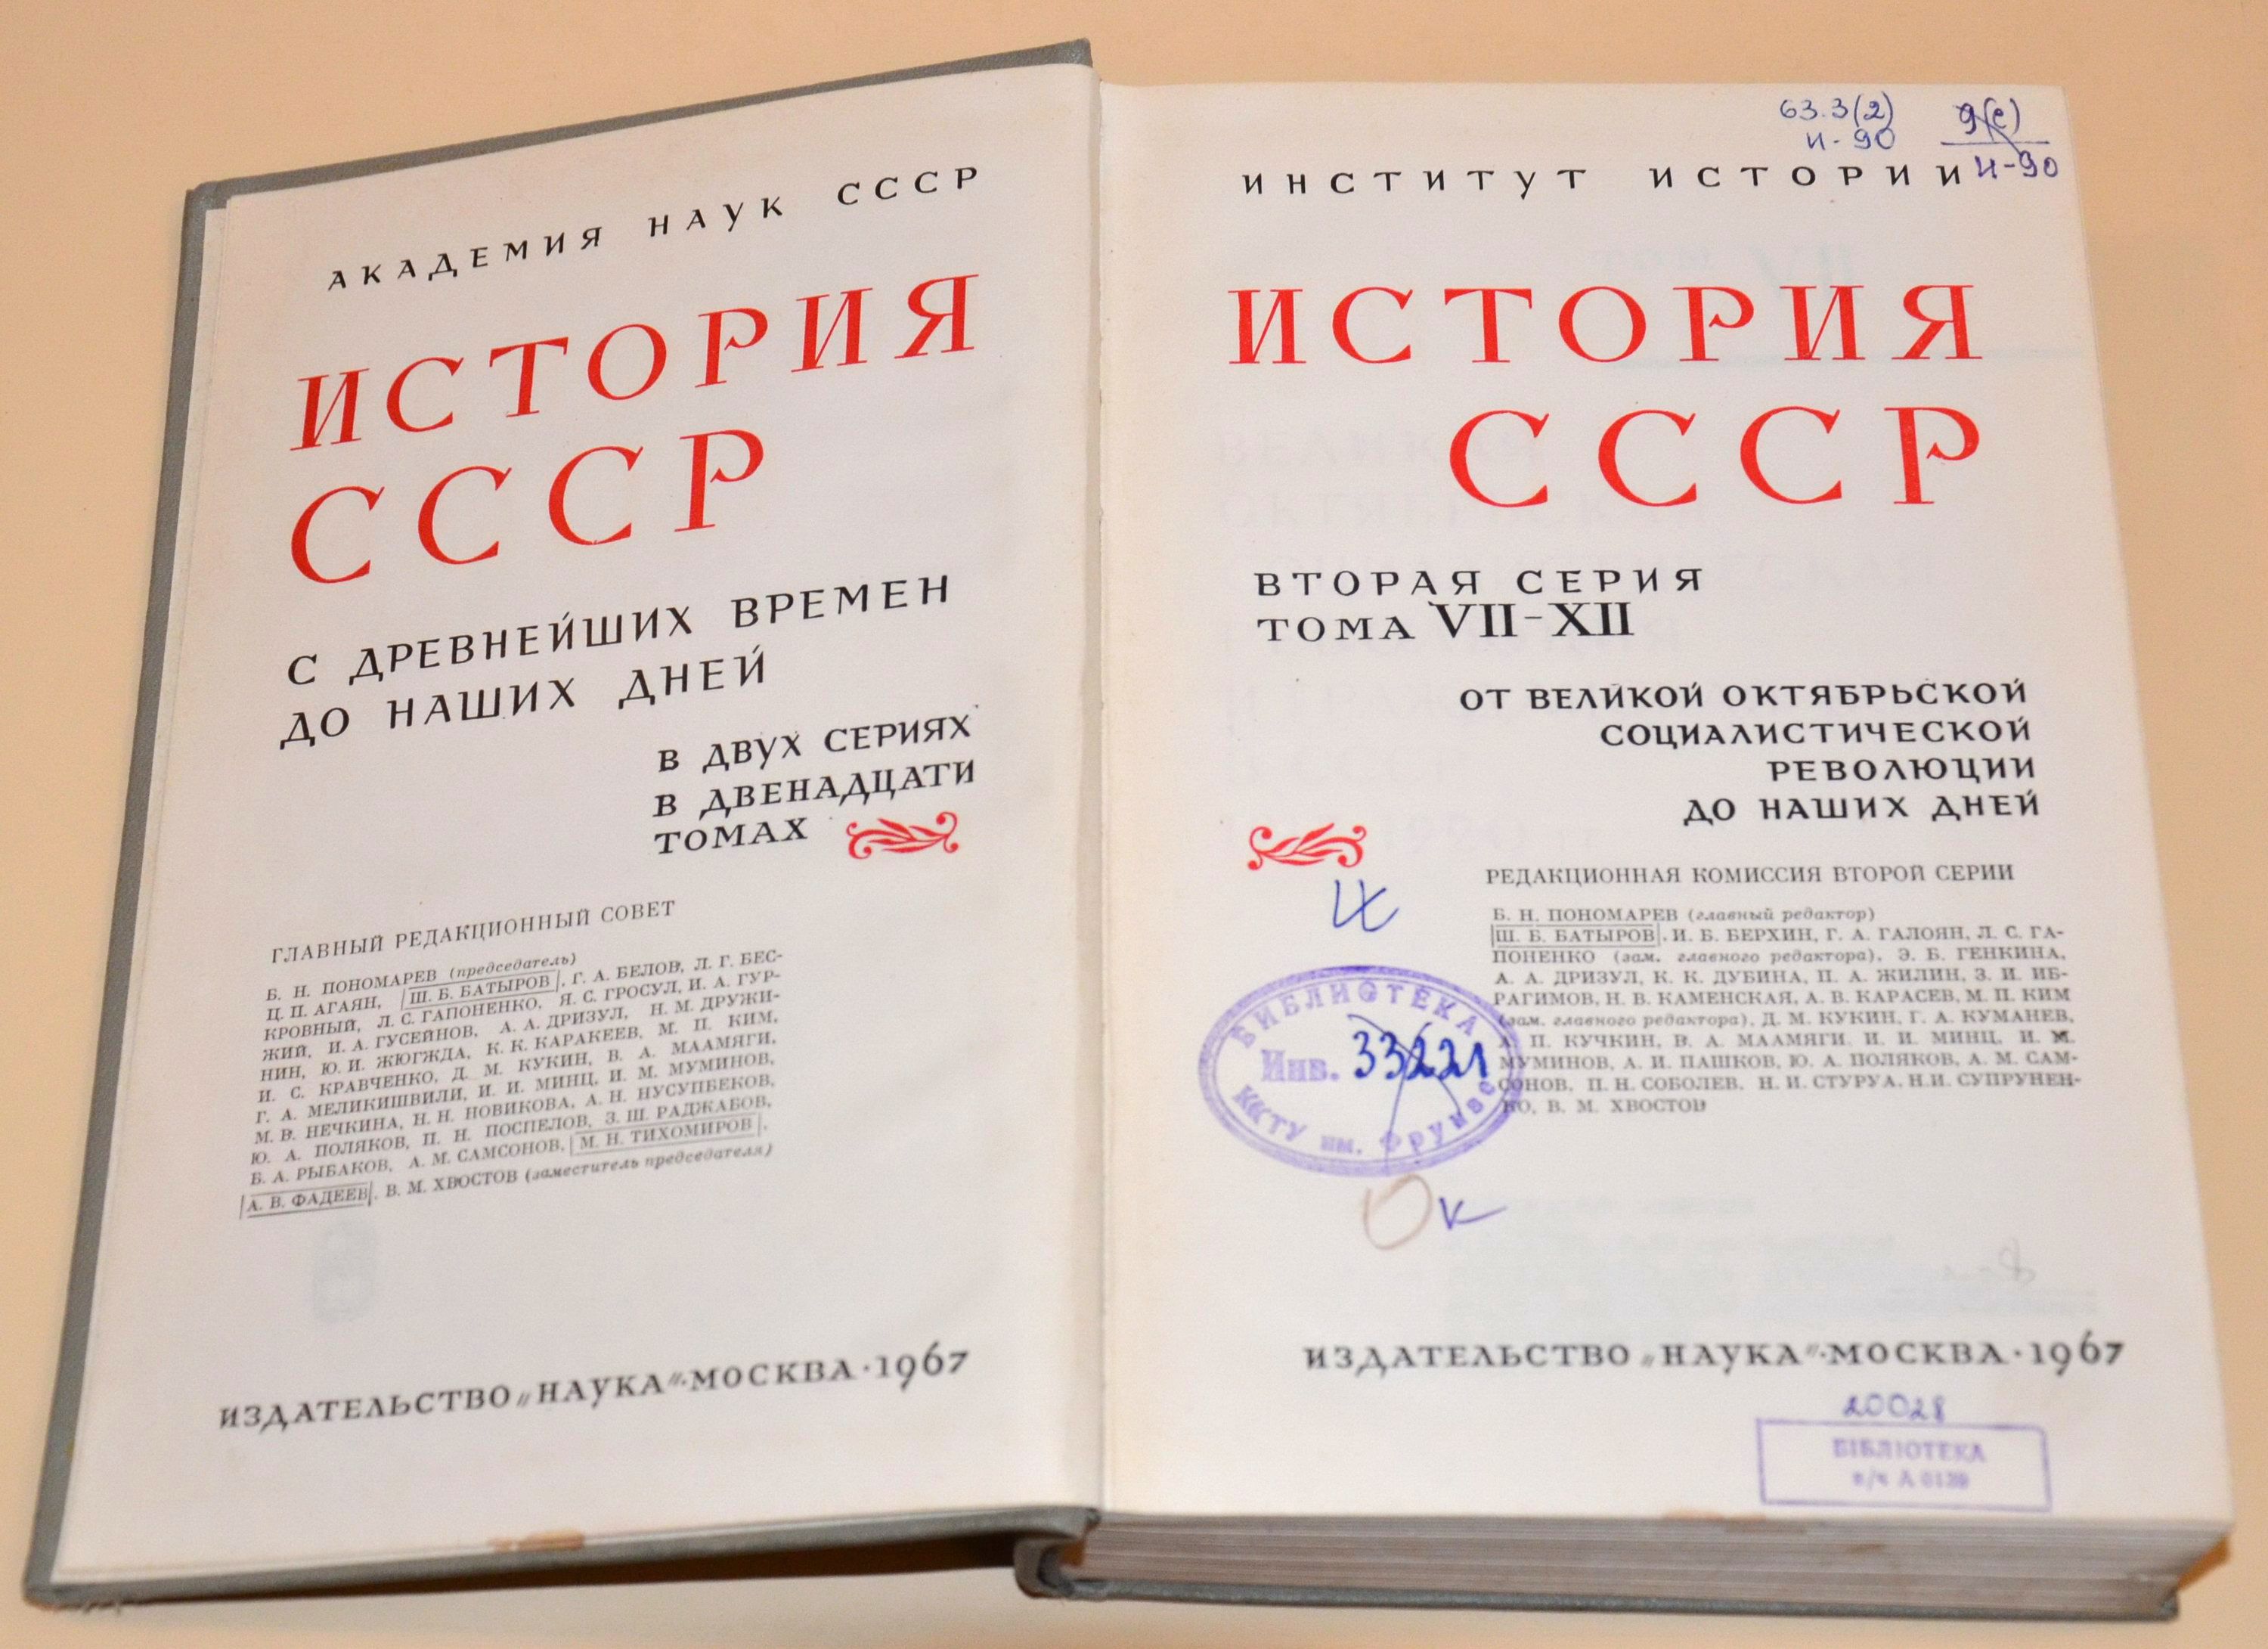 АКАДЕМИЯ НАУК СССР
ИСТОРИЯ
СССР
С ДРЕВНЕЙШИХ ВРЕМЕН
ДО НАШИХ ДНЕЙ
В ДВУХ СЕРИЯХ
В ДВЕНАДЦАТИ
ТОМАХ
ГЛАВНЫЙ РЕДАКЦИОННЫЙ СОВЕТ
Б. Н. ПОНОМАРЕВ (председатель)
Ц. П. АГАЯН, Ш. Б. БАТЫРОВ, Г. А. БЕЛОВ, Л. Г. БЕС-
КРОВНЫЙ, Л. С. ГАПОНЕНКО, Я. С. ГРОСУЛ, И. А. ГУР-
ЖИЙ, И. А. ГУСЕЙНОВ, А. А. ДРИЗУЛ, Н. М. ДРУЖИ-
НИН, Ю. И. ЖЮГЖДА, К. К. КАРАКЕЕВ, М. П. КИМ,
И. С. КРАВЧЕНКО, Д. М. КУКИН, В. А. МААМЯГИ,
Г. А. МЕЛИКИШВИЛИ, И. И. МИНЦ, И. М. МУМИНОВ,
М. В. НЕЧКИНА, Н. Н. НОВИКОВА, А. Н. НУСУПБЕКОВ,
Ю. А. ПОЛЯКОВ, П. Н. ПОСПЕЛОВ, З. Ш. РАДЖАБОВ,
Б. А. РЫБАКОВ, А. М. САМСОНОВ, М. Н. ТИХОМИРОВ,
А. В. ФАДЕЕВ, В. М. ХВОСТОВ (заместитель председателя)
ИЗДАТЕЛЬСТВО „НАУКА“·МОСКВА·1967
63.3(2)
И-90
9(с)
И-90
ИНСТИТУТ ИСТОРИИ
ИСТОРИЯ
СССР
ВТОРАЯ СЕРИЯ
ТОМА VII-XII
ОТ ВЕЛИКОЙ ОКТЯБРЬСКОЙ
СОЦИАЛИСТИЧЕСКОЙ
РЕВОЛЮЦИИ
ДО НАШИХ ДНЕЙ
РЕДАКЦИОННАЯ КОМИССИЯ ВТОРОЙ СЕРИИ
Б. Н. ПОНОМАРЕВ (главный редактор)
Ш. Б. БАТЫРОВ, И. Б. БЕРХИН, Г. А. ГАЛОЯН, Л. С. ГА-
ПОНЕНКО (зам. главного редактора), Э. Б. ГЕНКИНА,
А. А. ДРИЗУЛ, К. К. ДУБИНА, П. А. ЖИЛИН, З. И. ИБ-
РАГИМОВ, Н. В. КАМЕНСКАЯ, А. В. КАРАСЕВ, М. П. КИМ
(зам. главного редактора), Д. М. КУКИН, Г. А. КУМАНЕВ,
А. П. КУЧКИН, В. А. МААМЯГИ, И. И. МИНЦ, И. М.
МУМИНОВ, А. И. ПАШКОВ, Ю. А. ПОЛЯКОВ, А. М. САМ-
СОНОВ, П. Н. СОБОЛЕВ, Н. И. СТУРУА, Н.И. СУПРУНЕН-
КО, В. М. ХВОСТОВ
БИБЛИОТЕКА
Инв. 33221
им. Фрунзе
ИЗДАТЕЛЬСТВО „НАУКА“·МОСКВА·1967
20028
БІБЛІОТЕКА
в/ч А